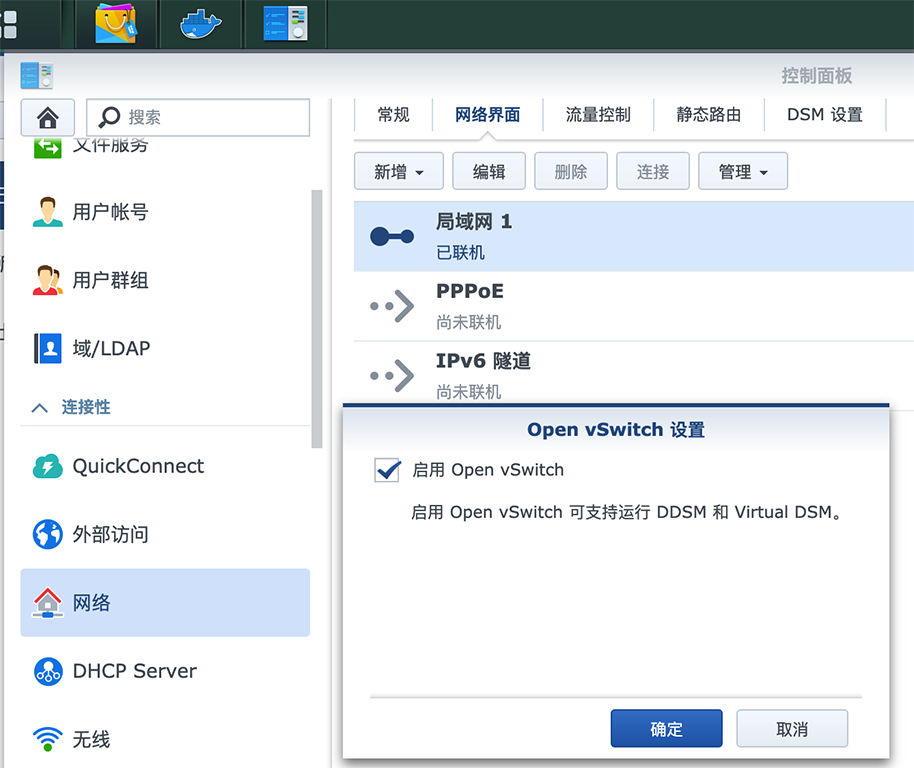 控制面板
搜索
文件服务
用户帐号
用户群组
域/LDAP
连接性
QuickConnect
外部访问
网络
DHCP Server
无线
常规
网络界面
流量控制
静态路由
DSM 设置
新增
编辑
删除
连接
管理
局域网 1
已联机
PPPoE
尚未联机
IPv6 隧道
尚未联机
Open vSwitch 设置
启用 Open vSwitch
启用 Open vSwitch 可支持运行 DDSM 和 Virtual DSM。
确定
取消